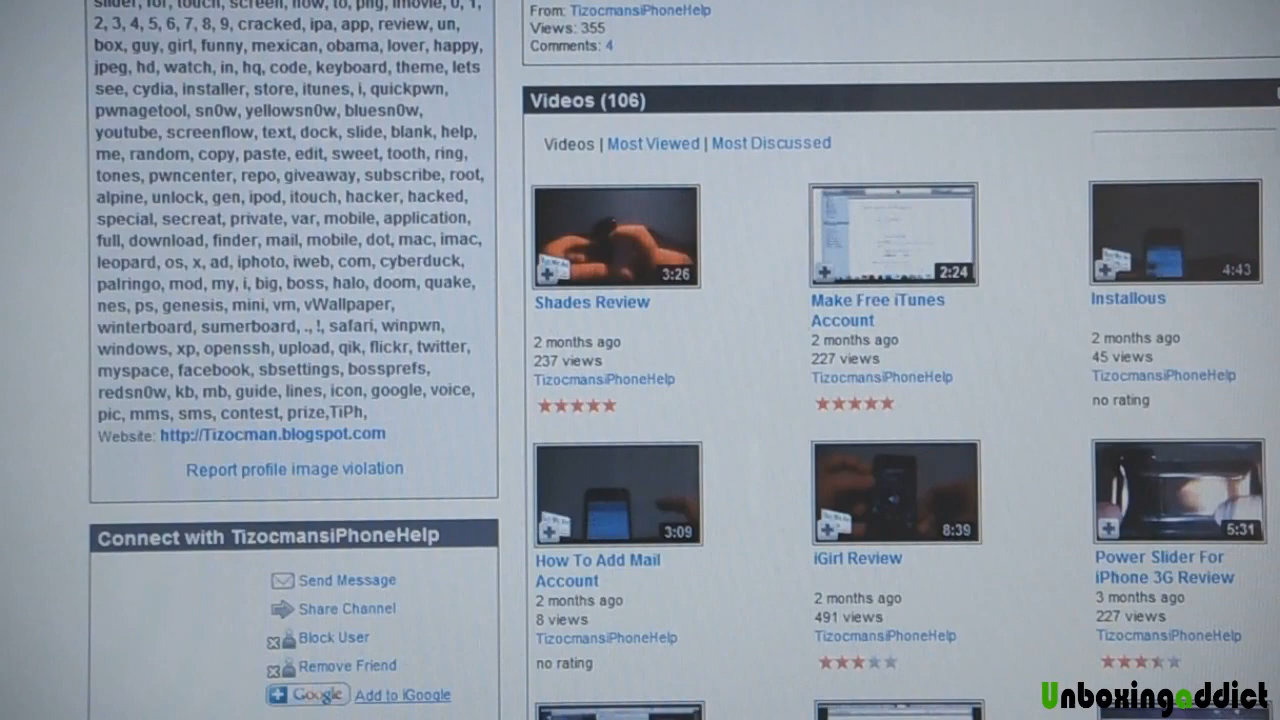 slider, for, touch, screen, how, to, png, imovie, 0, 1,
2, 3, 4, 5, 6, 7, 8, 9, cracked, ipa, app, review, un,
box, guy, girl, funny, mexican, obama, lover, happy,
jpeg, hd, watch, in, hq, code, keyboard, theme, lets
see, cydia, installer, store, itunes, i, quickpwn,
pwnagetool, sn0w, yellowsn0w, bluesn0w,
youtube, screenflow, text, dock, slide, blank, help,
me, random, copy, paste, edit, sweet, tooth, ring,
tones, pwncenter, repo, giveaway, subscribe, root,
alpine, unlock, gen, ipod, itouch, hacker, hacked,
special, secreat, private, var, mobile, application,
full, download, finder, mail, mobile, dot, mac, imac,
leopard, os, x, ad, iphoto, iweb, com, cyberduck,
palringo, mod, my, i, big, boss, halo, doom, quake,
nes, ps, genesis, mini, vm, vWallpaper,
winterboard, sumerboard, ., !, safari, winpwn,
windows, xp, openssh, upload, qik, flickr, twitter,
myspace, facebook, sbsettings, bossprefs,
redsn0w, kb, mb, guide, lines, icon, google, voice,
pic, mms, sms, contest, prize,TiPh,
Website: http://Tizocman.blogspot.com
Report profile image violation
Connect with TizocmansiPhoneHelp
Send Message
Share Channel
Block User
Remove Friend
Google Add to iGoogle
From: TizocmansiPhoneHelp
Views: 355
Comments: 4
Videos (106)
Videos | Most Viewed | Most Discussed
3:26
Shades Review
2 months ago
237 views
TizocmansiPhoneHelp
2:24
Make Free iTunes
Account
2 months ago
227 views
TizocmansiPhoneHelp
4:43
Installous
2 months ago
45 views
TizocmansiPhoneHelp
no rating
3:09
How To Add Mail
Account
2 months ago
8 views
TizocmansiPhoneHelp
no rating
8:39
iGirl Review
2 months ago
491 views
TizocmansiPhoneHelp
5:31
Power Slider For
iPhone 3G Review
3 months ago
227 views
TizocmansiPhoneHelp
Unboxingaddict